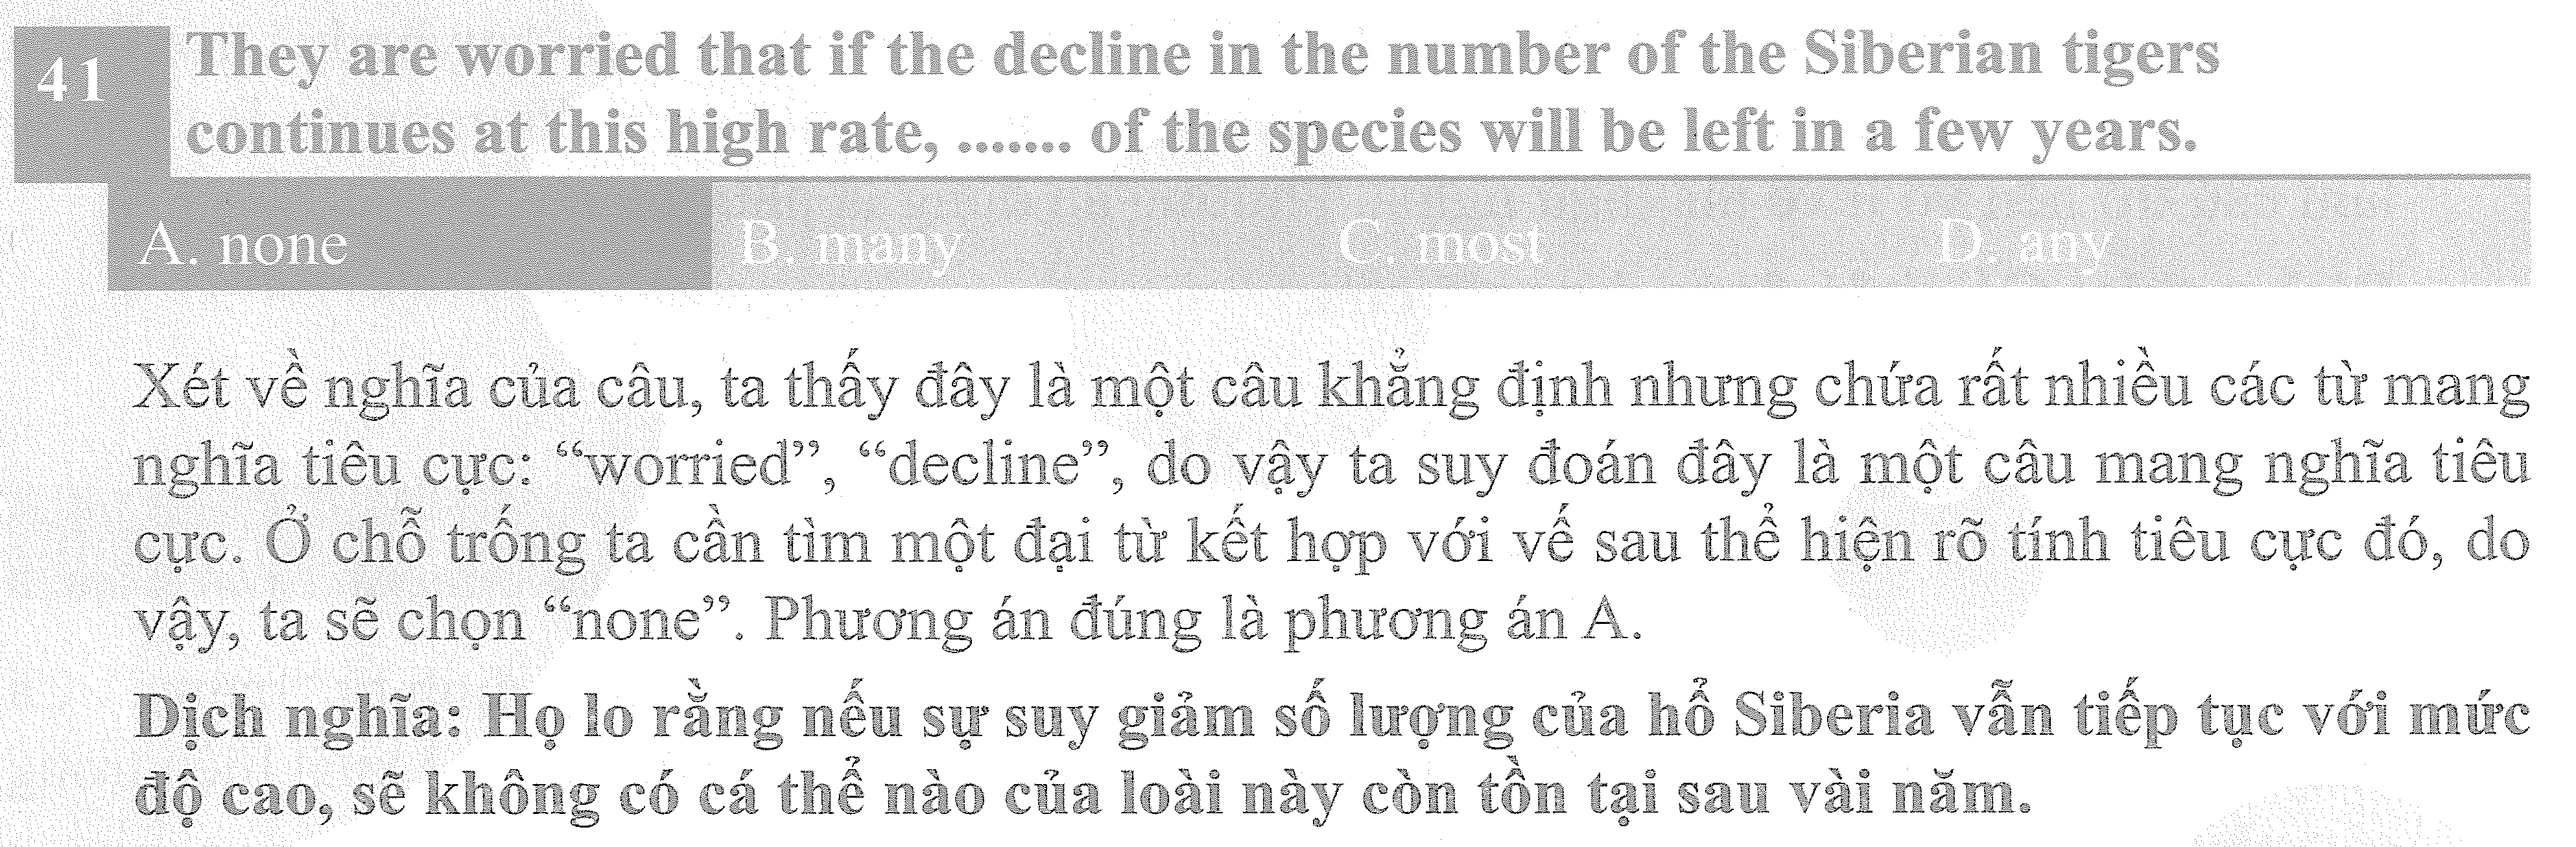 41
They are worried that if the decline in the number of the Siberian tigers
continues at this high rate, ....... of the species will be left in a few years.
A. none B. many C. most D. any
Xét về nghĩa của câu, ta thấy đây là một câu khẳng định nhưng chứa rất nhiều các từ mang
nghĩa tiêu cực: “worried”, “decline”, do vậy ta suy đoán đây là một câu mang nghĩa tiêu
cực. Ở chỗ trống ta cần tìm một đại từ kết hợp với vế sau thể hiện rõ tính tiêu cực đó, do
vậy, ta sẽ chọn “none”. Phương án đúng là phương án A.
Dịch nghĩa: Họ lo rằng nếu sự suy giảm số lượng của hổ Siberia vẫn tiếp tục với mức
độ cao, sẽ không có cá thể nào của loài này còn tồn tại sau vài năm.